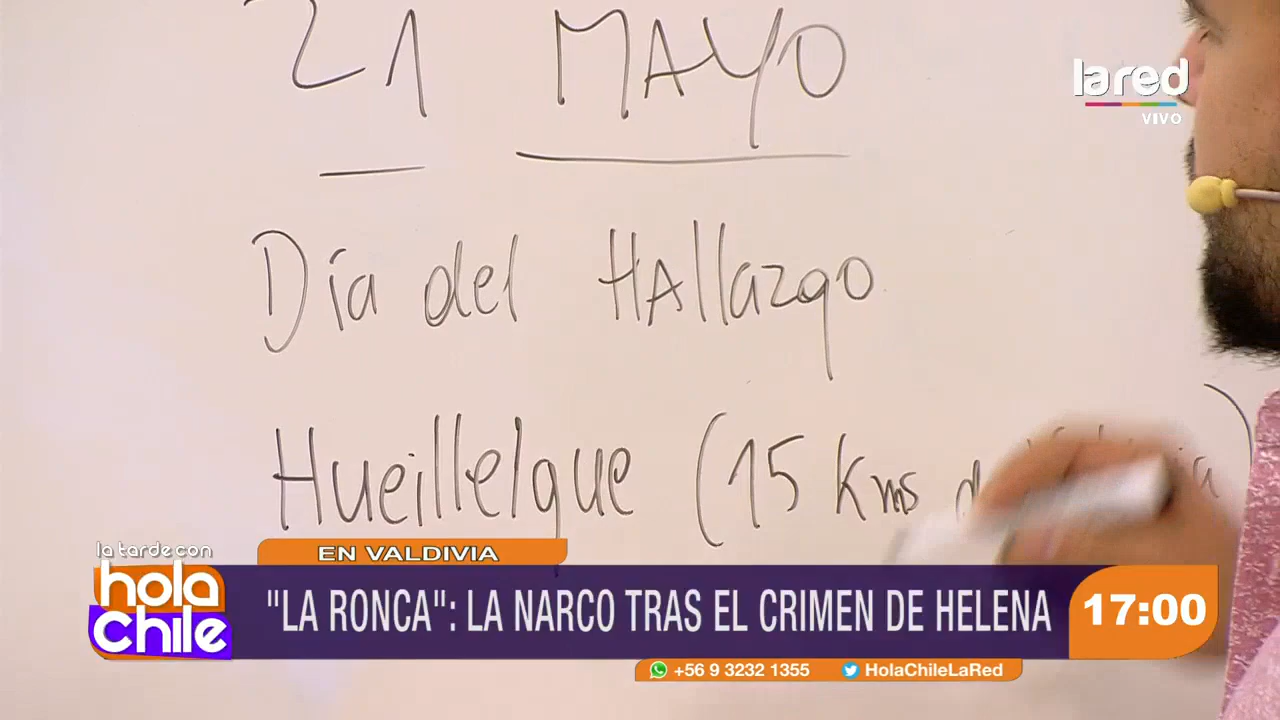 21 MAYO
la red
VIVO
Día del HAllazgo
Hueillelque (15 Kms
la tarde con
hola
chile
EN VALDIVIA
"LA RONCA": LA NARCO TRAS EL CRIMEN DE HELENA
17:00
+56 9 3232 1355
HolaChileLaRed